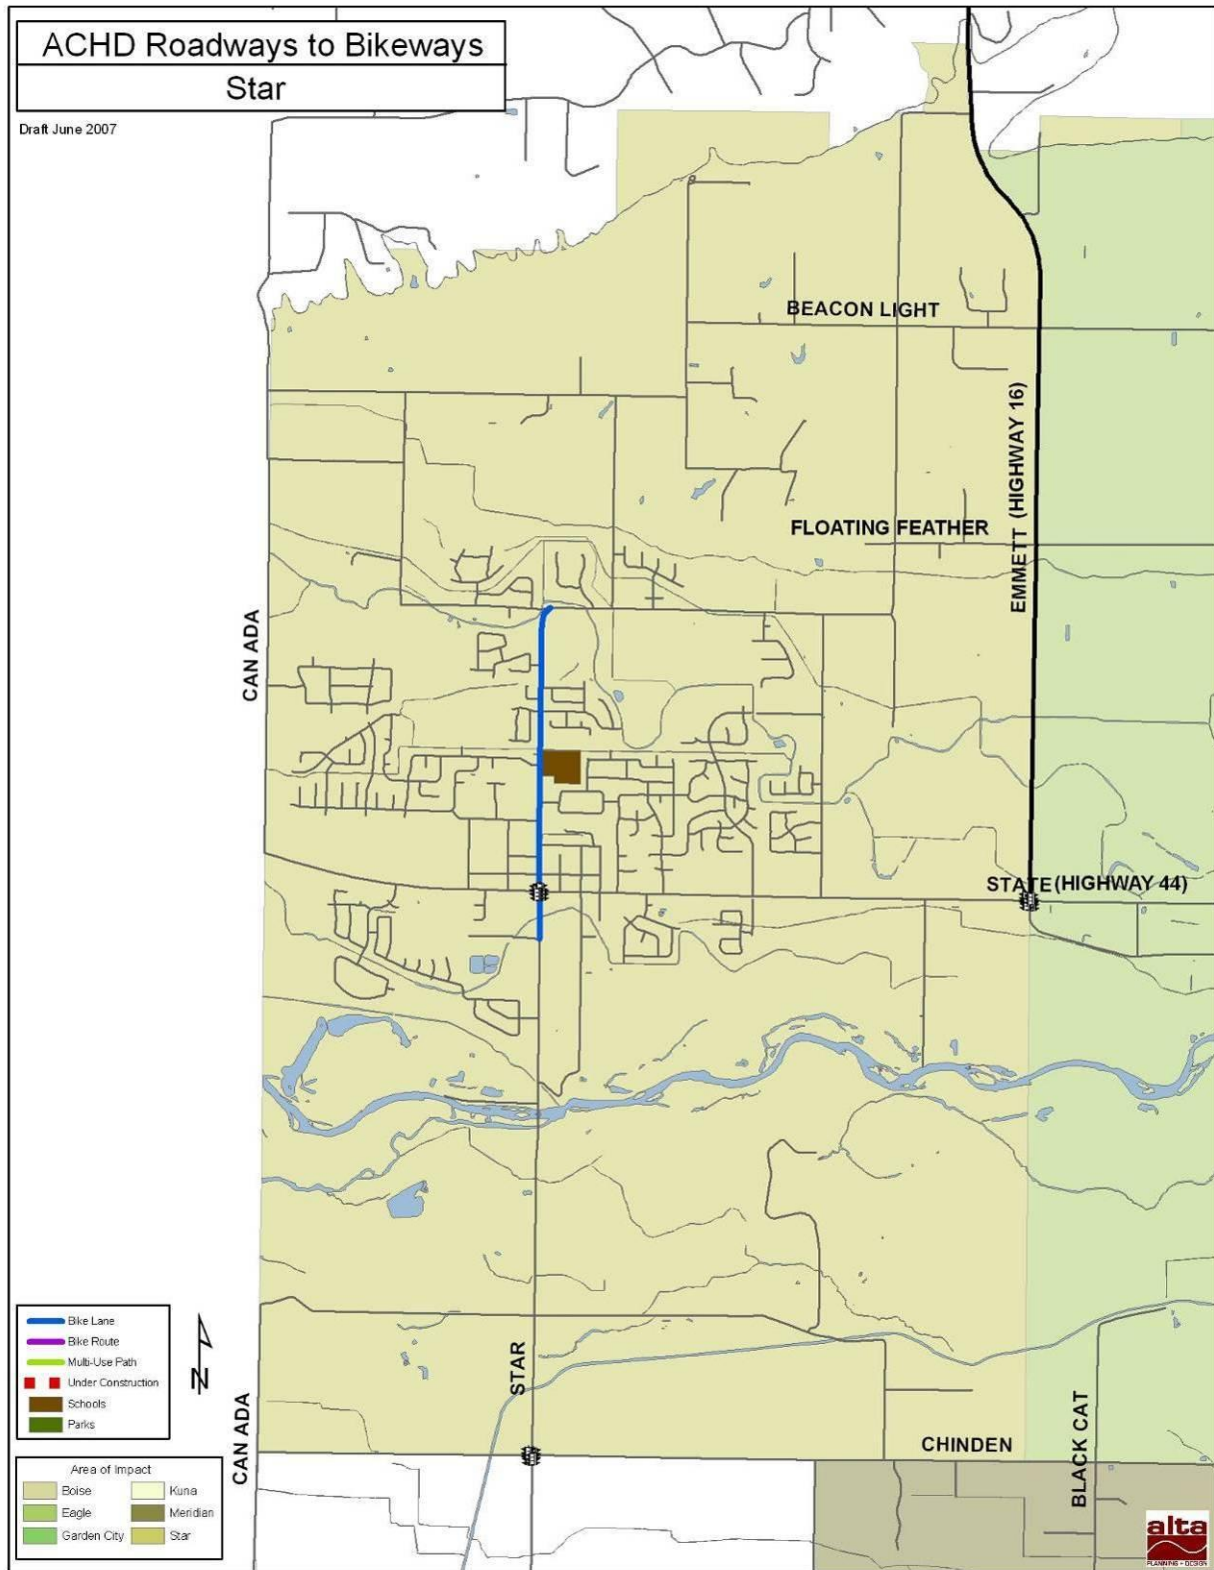 ACHD Roadways to Bikeways
Star
Draft June 2007
BEACON LIGHT
EMMETT (HIGHWAY 16)
FLOATING FEATHER
CAN ADA
STATE (HIGHWAY 44)
STAR
CAN ADA
CHINDEN
BLACK CAT
Bike Lane
Bike Route
Multi-Use Path
Under Construction
Schools
Parks
N
Area of Impact
Boise
Kuna
Eagle
Meridian
Garden City
Star
alta
PLANNING + DESIGN